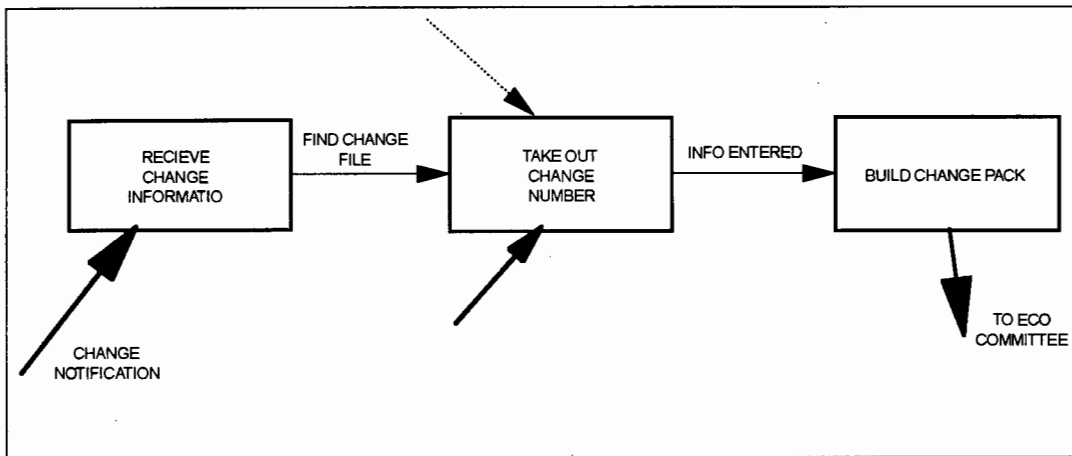 RECIEVE
CHANGE
INFORMATIO
FIND CHANGE
FILE
TAKE OUT
CHANGE
NUMBER
INFO ENTERED
BUILD CHANGE PACK
CHANGE
NOTIFICATION
TO ECO
COMMITTEE